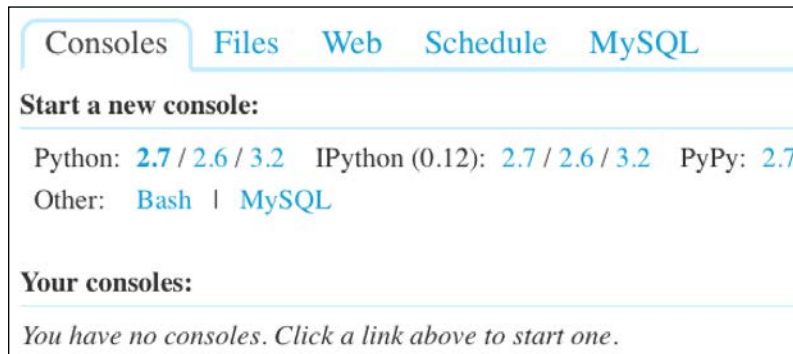 Consoles Files Web Schedule MySQL
Start a new console:
Python: 2.7 / 2.6 / 3.2 IPython (0.12): 2.7 / 2.6 / 3.2 PyPy: 2.7
Other: Bash | MySQL
Your consoles:
You have no consoles. Click a link above to start one.